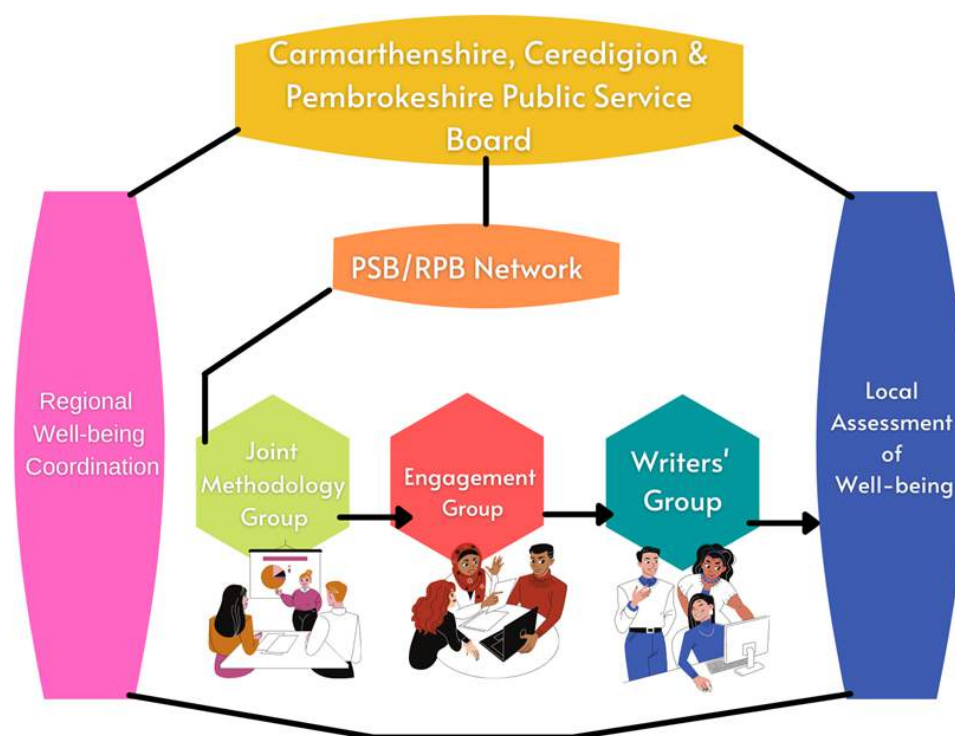 Carmarthenshire, Ceredigion &
Pembrokeshire Public Service
Board
PSB/RPB Network
Regional
Well-being
Coordination
Joint
Methodology
Group
Engagement
Group
Writers'
Group
Local
Assessment
of
Well-being